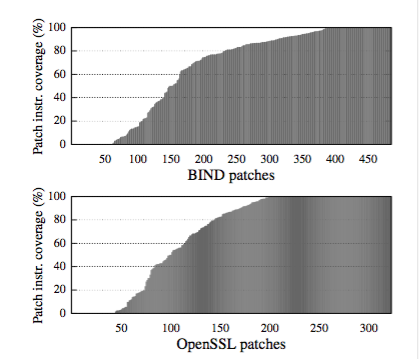 Patch instr. coverage (%)
100
80
60
40
20
0
50 100 150 200 250 300 350 400 450
BIND patches
Patch instr. coverage (%)
100
80
60
40
20
0
50 100 150 200 250 300
OpenSSL patches